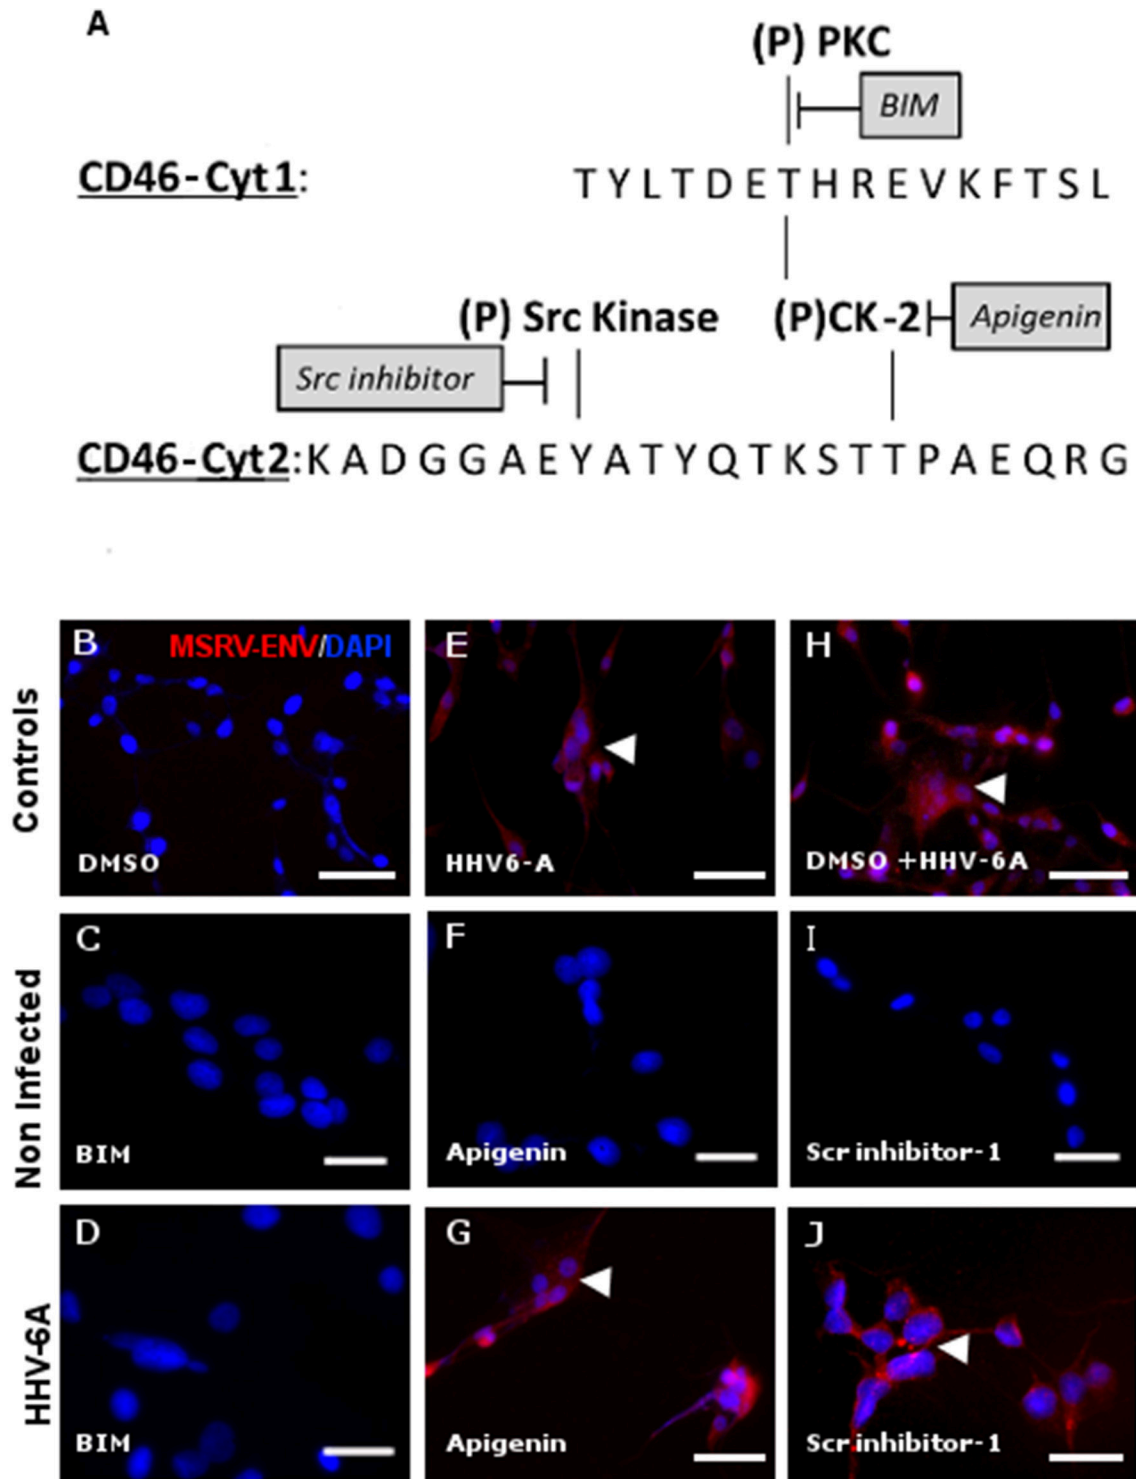 A
(P) PKC
BIM
CD46-Cyt1: TYLTDETHREVKFTSL
(P) Src Kinase (P)CK-2 Apigenin
Src inhibitor
CD46-Cyt2:KADGGAEYATYQTKSTTPAEQRG
Controls
B
MSRV-ENV/DAPI
DMSO
E
HHV6-A
H
DMSO +HHV-6A
Non Infected
C
BIM
F
Apigenin
I
Scr inhibitor-1
HHV-6A
D
BIM
G
Apigenin
J
Scr inhibitor-1